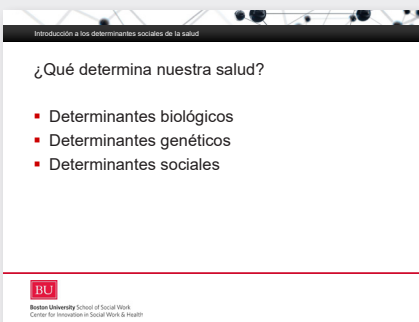 Introducción a los determinantes sociales de la salud
¿Qué determina nuestra salud?
▪ Determinantes biológicos
▪ Determinantes genéticos
▪ Determinantes sociales
BU
Boston University School of Social Work
Center for Innovation in Social Work & Health